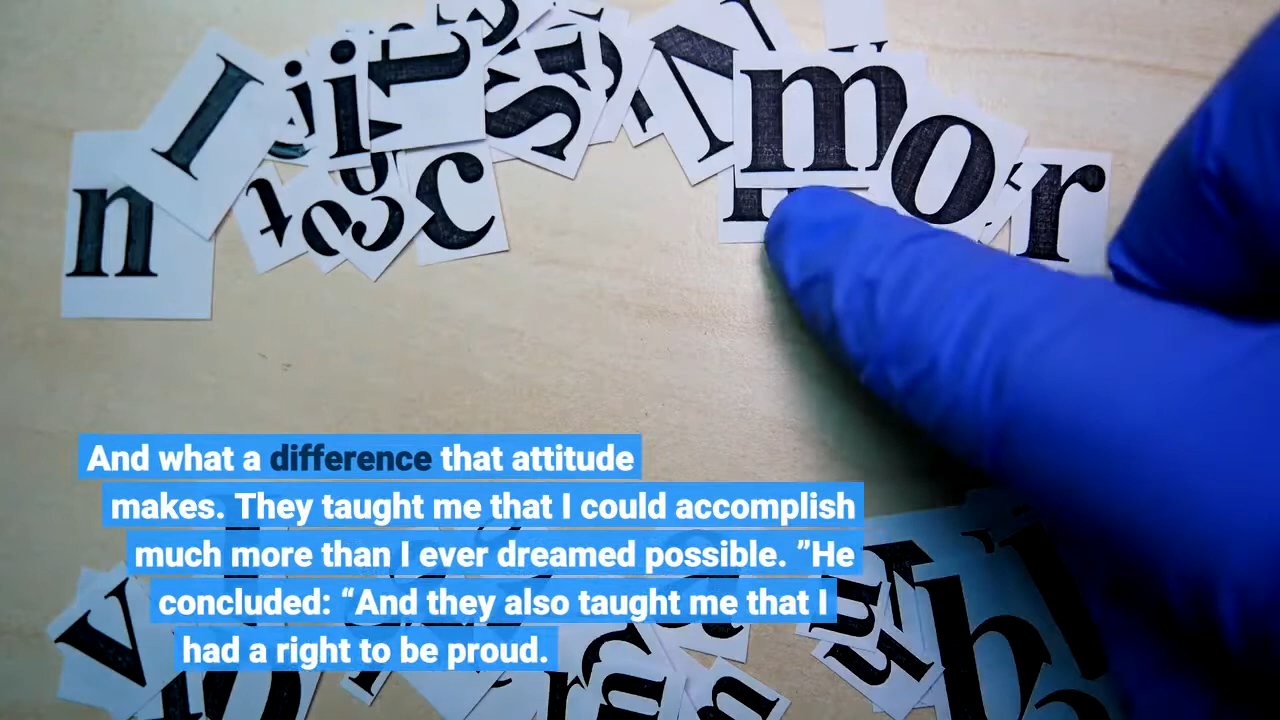 n I j i t s m o r
t o c c
And what a difference that attitude
makes. They taught me that I could accomplish
much more than I ever dreamed possible. ”He
concluded: “And they also taught me that I
had a right to be proud.
v u b